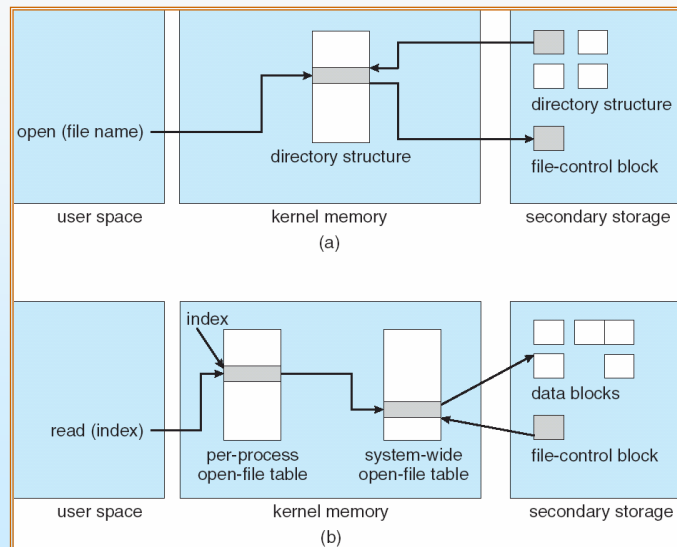 open (file name)
directory structure
directory structure
file-control block
user space
kernel memory
secondary storage
(a)
index
read (index)
per-process
open-file table
system-wide
open-file table
data blocks
file-control block
user space
kernel memory
secondary storage
(b)